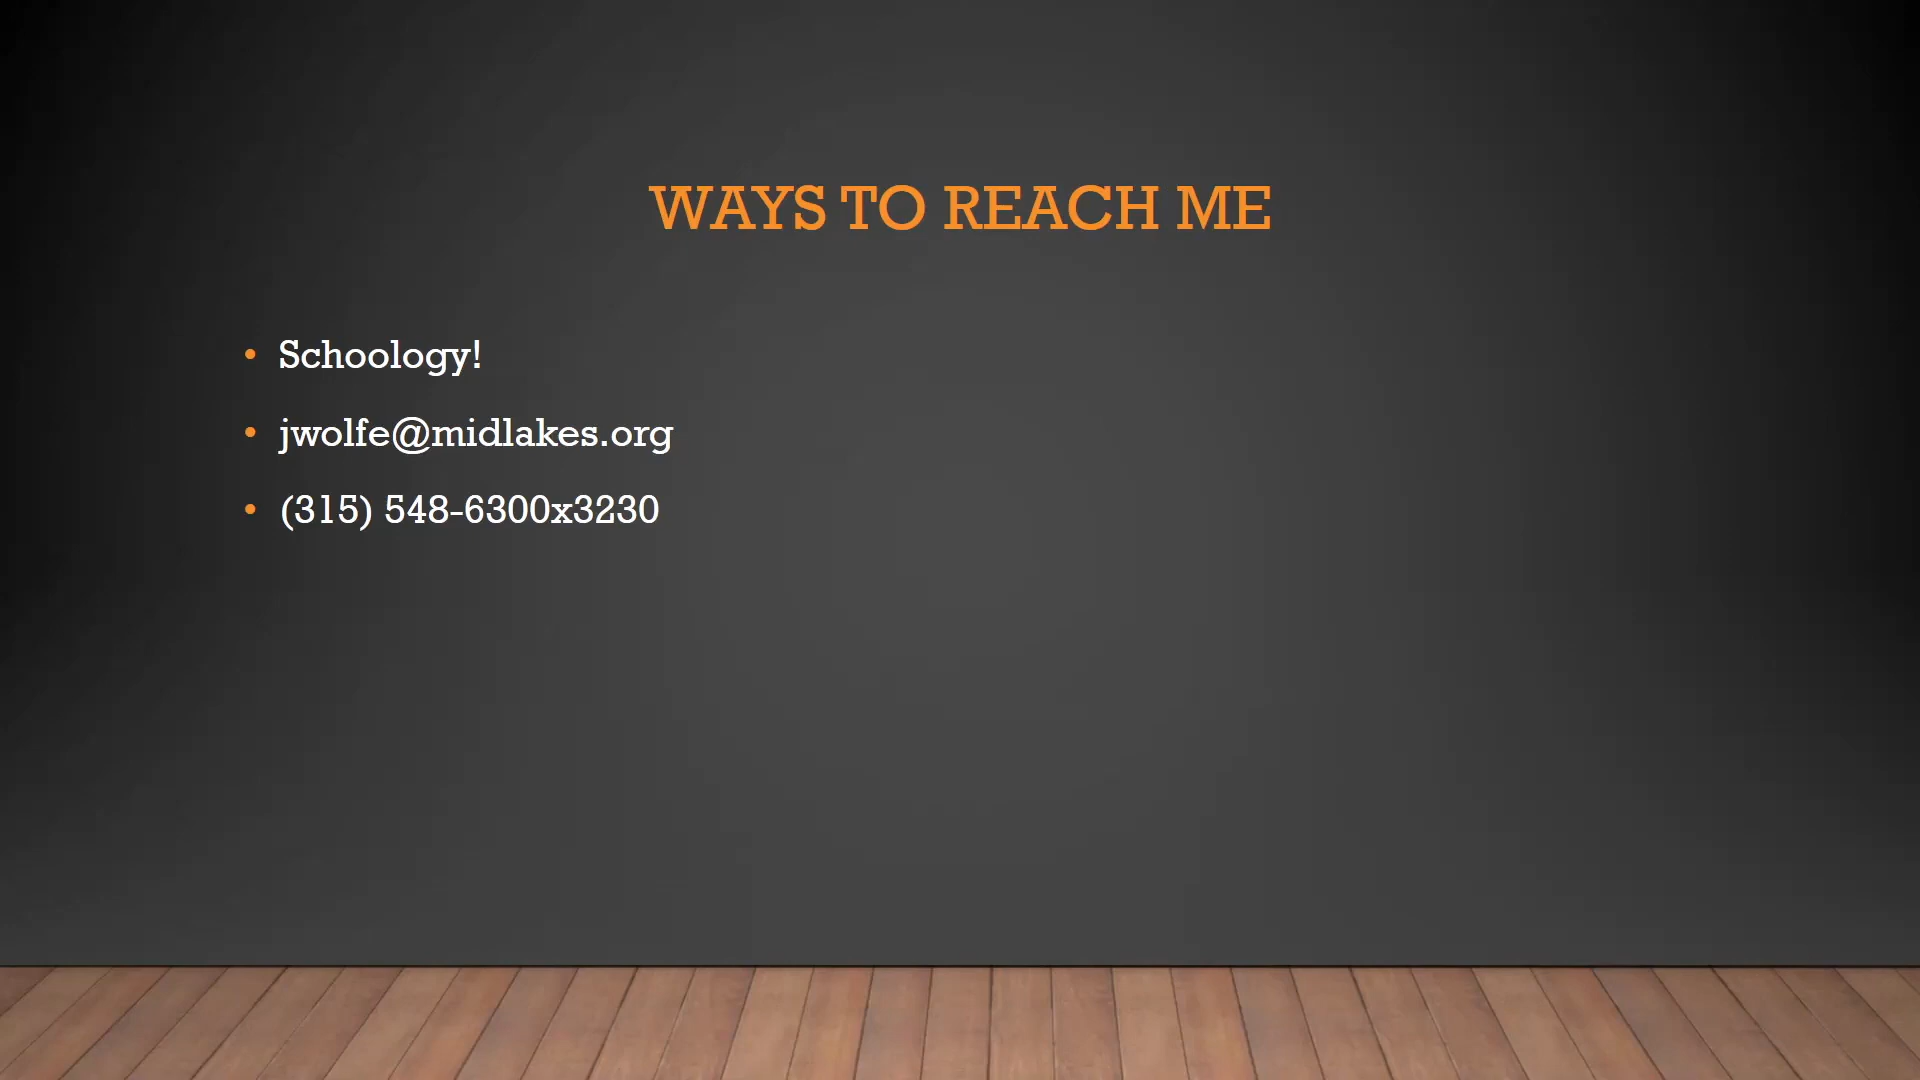 WAYS TO REACH ME
• Schoology!
• jwolfe@midlakes.org
• (315) 548-6300x3230